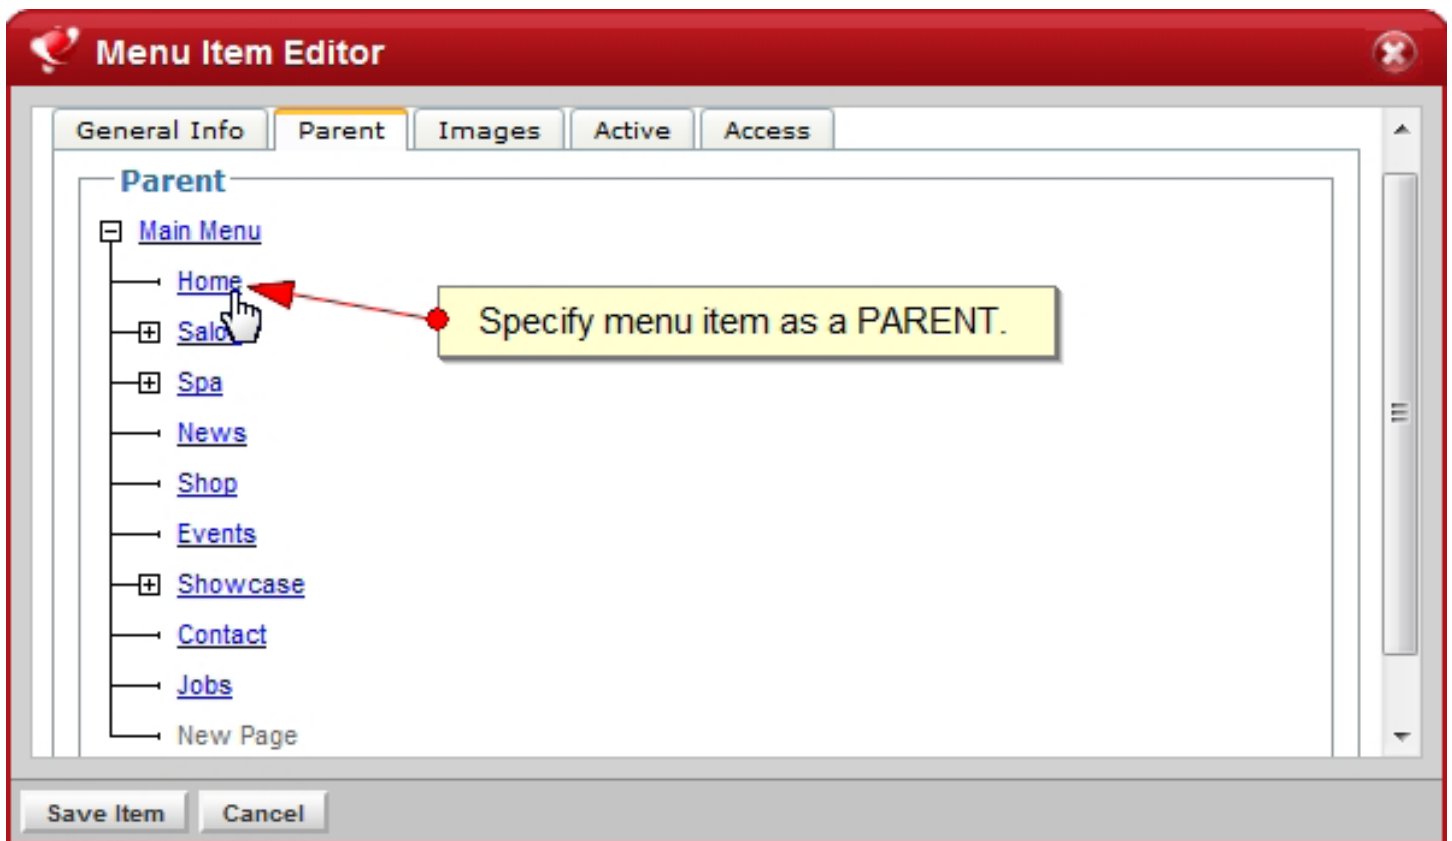 Menu Item Editor
General Info Parent Images Active Access
Parent
Main Menu
Home
Specify menu item as a PARENT.
Spa
News
Shop
Events
Showcase
Contact
Jobs
New Page
Save Item Cancel